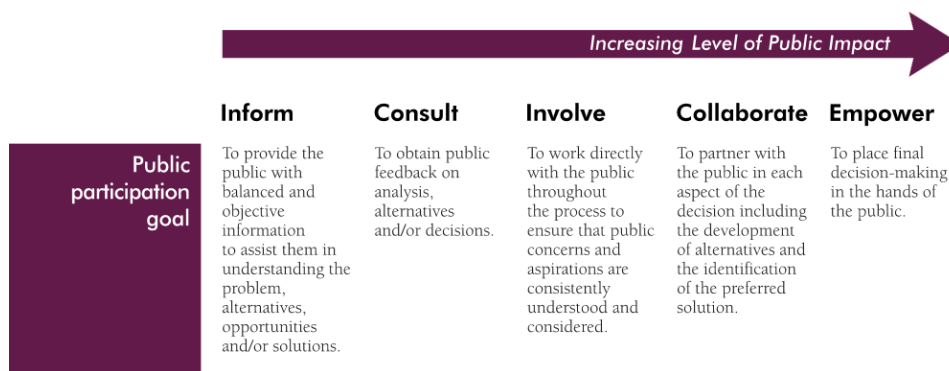 Increasing Level of Public Impact
Inform
Consult
Involve
Collaborate
Empower
Public
participation
goal
To provide the
public with
balanced and
objective
information
to assist them in
understanding the
problem,
alternatives,
opportunities
and/or solutions.
To obtain public
feedback on
analysis,
alternatives
and/or decisions.
To work directly
with the public
throughout
the process to
ensure that public
concerns and
aspirations are
consistently
understood and
considered.
To partner with
the public in each
aspect of the
decision including
the development
of alternatives and
the identification
of the preferred
solution.
To place final
decision-making
in the hands of
the public.